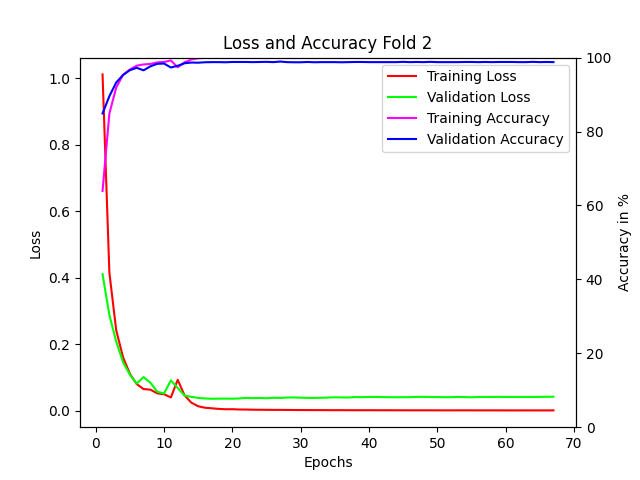 Loss and Accuracy Fold 2
Training Loss
Validation Loss
Training Accuracy
Validation Accuracy
Loss
1.0
0.8
0.6
0.4
0.2
0.0
Accuracy in %
100
80
60
40
20
0
0 10 20 30 40 50 60 70
Epochs